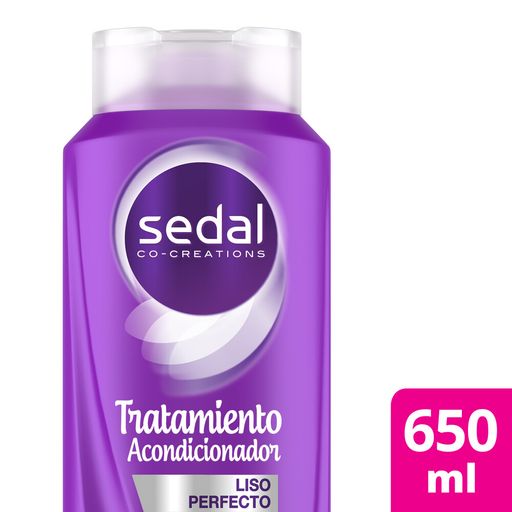 sedal
CO-CREATIONS
Tratamiento
Acondicionador
LISO
PERFECTO
650
ml